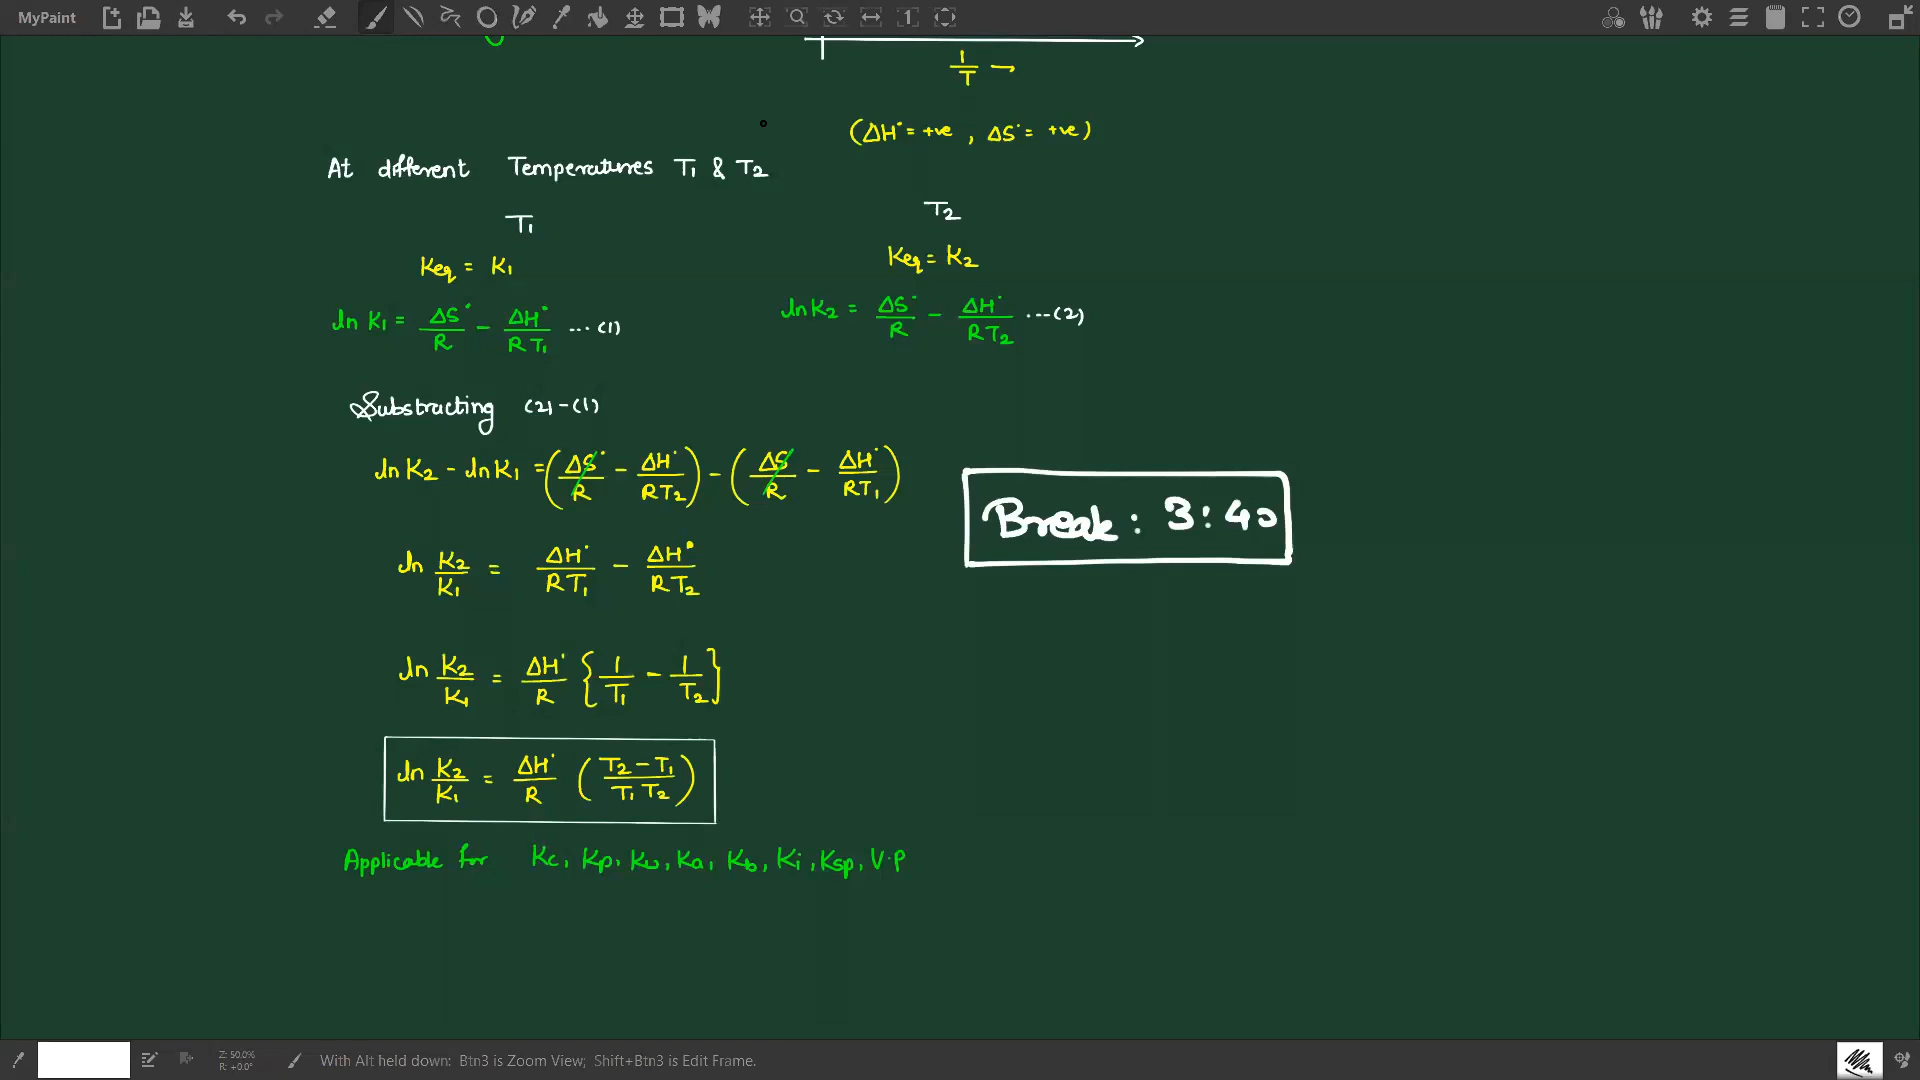 MyPaint
1/T →
(ΔH° = +ve , ΔS° = +ve)
At different Temperatures T₁ & T₂
T₁
T₂
Keq = K₁
Keq = K₂
ln K₁ = ΔS°/R − ΔH°/RT₁ ...(1)
ln K₂ = ΔS°/R − ΔH°/RT₂ ...(2)
Substracting (2)-(1)
ln K₂ - ln K₁ = (ΔS°/R − ΔH°/RT₂) − (ΔS/R − ΔH°/RT₁)
Break: 3:40
ln K₂/K₁ = ΔH°/RT₁ − ΔH°/RT₂
ln K₂/K₁ = ΔH°/R {1/T₁ − 1/T₂}
ln K₂/K₁ = ΔH°/R (T₂ − T₁/T₁T₂)
Applicable for Kc, Kp, Kw, Ka, Kb, Ki, Ksp, V.P
Z: 50.0%
R: +0.0°
With Alt held down: Btn3 is Zoom View; Shift+Btn3 is Edit Frame.